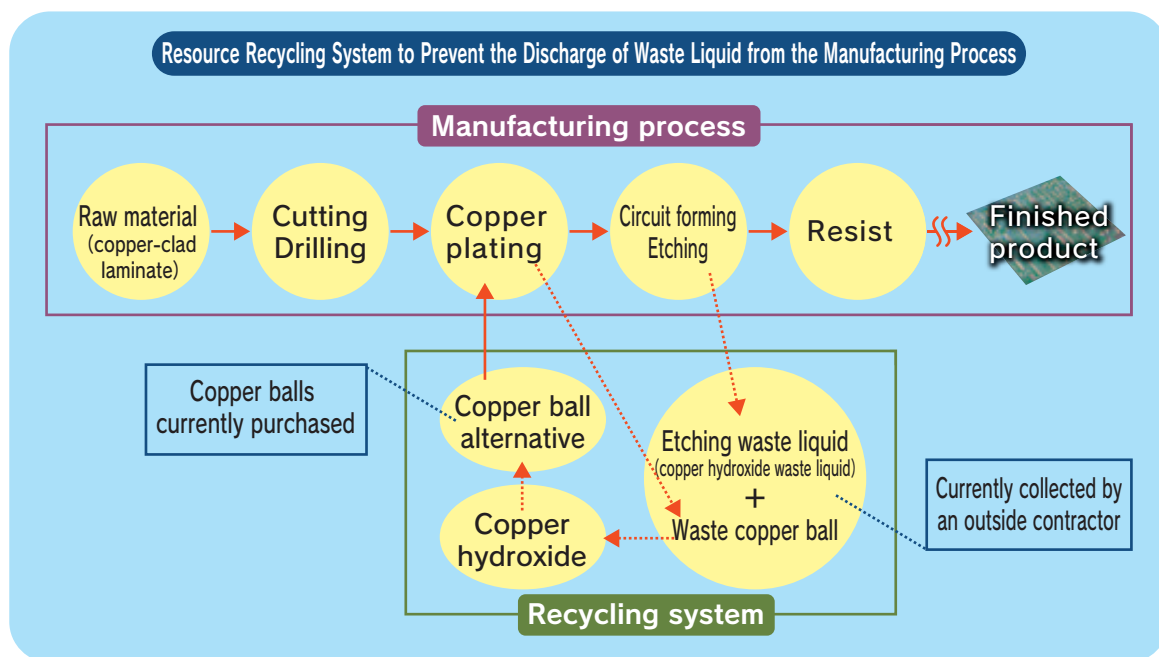 Resource Recycling System to Prevent the Discharge of Waste Liquid from the Manufacturing Process
Manufacturing process
Raw material
(copper-clad
laminate)
Cutting
Drilling
Copper
plating
Circuit forming
Etching
Resist
Finished
product
Copper balls
currently purchased
Copper ball
alternative
Copper
hydroxide
Etching waste liquid
(copper hydroxide waste liquid)
+
Waste copper ball
Currently collected by
an outside contractor
Recycling system